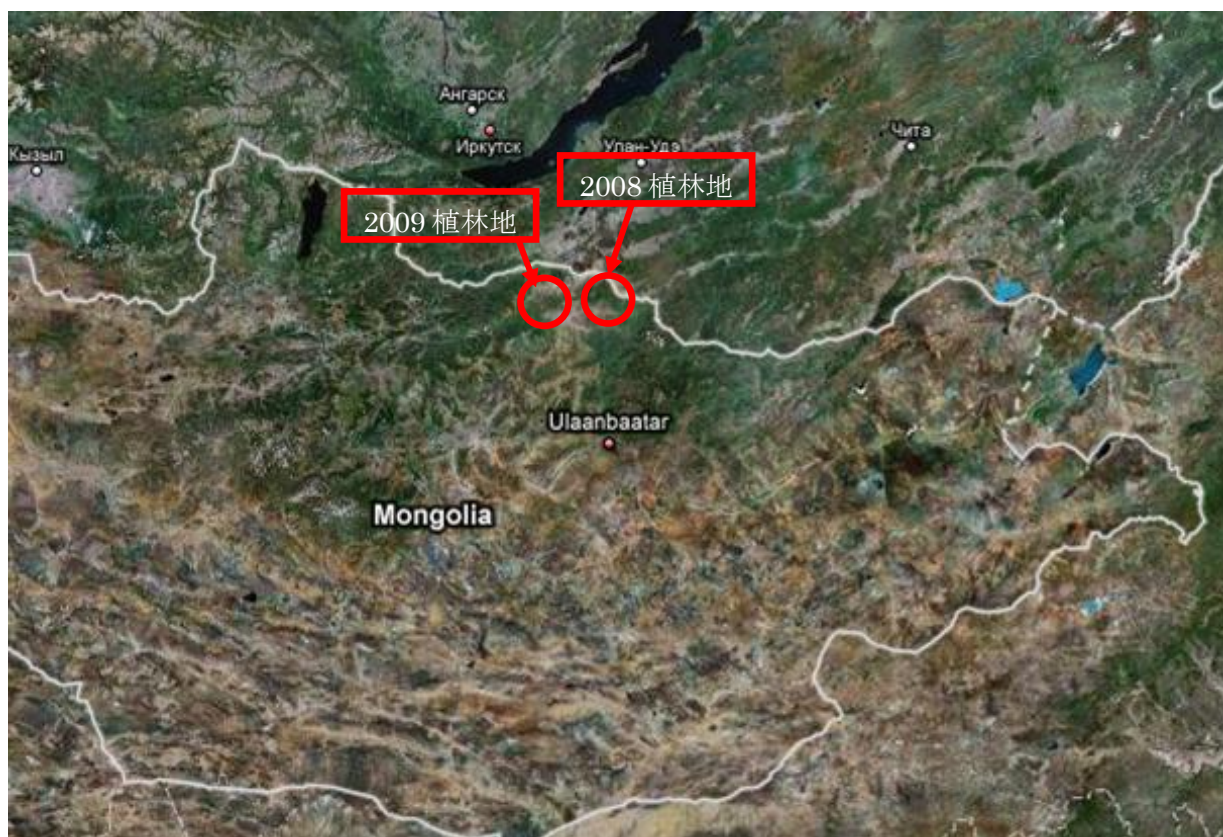 Ангарск
Иркутск
Чита
Улан-Удэ
Кызыл
2008 植林地
2009 植林地
Ulaanbaatar
Mongolia